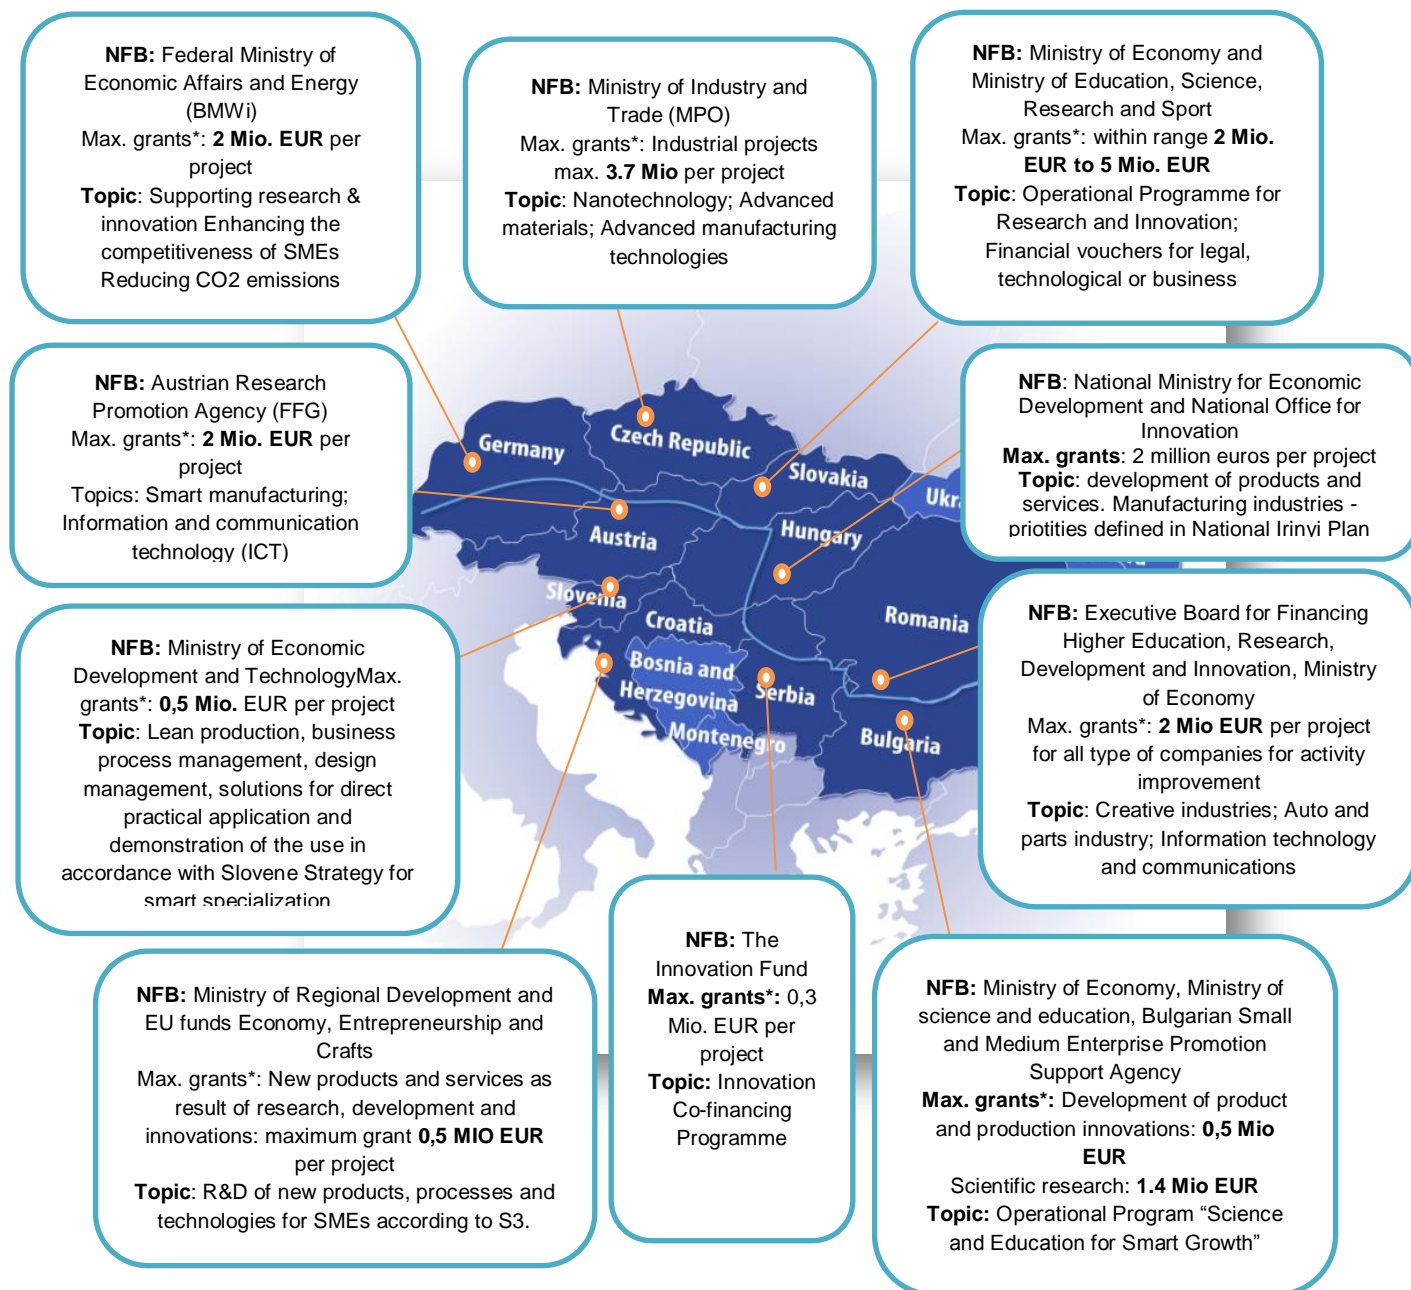 NFB: Federal Ministry of
Economic Affairs and Energy
(BMWi)
Max. grants*: 2 Mio. EUR per
project
Topic: Supporting research &
innovation Enhancing the
competitiveness of SMEs
Reducing CO2 emissions
NFB: Ministry of Industry and
Trade (MPO)
Max. grants*: Industrial projects
max. 3.7 Mio per project
Topic: Nanotechnology; Advanced
materials; Advanced manufacturing
technologies
NFB: Ministry of Economy and
Ministry of Education, Science,
Research and Sport
Max. grants*: within range 2 Mio.
EUR to 5 Mio. EUR
Topic: Operational Programme for
Research and Innovation;
Financial vouchers for legal,
technological or business
NFB: Austrian Research
Promotion Agency (FFG)
Max. grants*: 2 Mio. EUR per
project
Topics: Smart manufacturing;
Information and communication
technology (ICT)
NFB: National Ministry for Economic
Development and National Office for
Innovation
Max. grants: 2 million euros per project
Topic: development of products and
services. Manufacturing industries -
priotities defined in National Irinyi Plan
Germany
Czech Republic
Slovakia
Ukra
Austria
Hungary
Slovenia
Croatia
Romania
Bosnia and
Herzegovina
Serbia
Montenegro
Bulgaria
NFB: Ministry of Economic
Development and TechnologyMax.
grants*: 0,5 Mio. EUR per project
Topic: Lean production, business
process management, design
management, solutions for direct
practical application and
demonstration of the use in
accordance with Slovene Strategy for
smart specialization
NFB: Executive Board for Financing
Higher Education, Research,
Development and Innovation, Ministry
of Economy
Max. grants*: 2 Mio EUR per project
for all type of companies for activity
improvement
Topic: Creative industries; Auto and
parts industry; Information technology
and communications
NFB: Ministry of Regional Development and
EU funds Economy, Entrepreneurship and
Crafts
Max. grants*: New products and services as
result of research, development and
innovations: maximum grant 0,5 MIO EUR
per project
Topic: R&D of new products, processes and
technologies for SMEs according to S3.
NFB: The
Innovation Fund
Max. grants*: 0,3
Mio. EUR per
project
Topic: Innovation
Co-financing
Programme
NFB: Ministry of Economy, Ministry of
science and education, Bulgarian Small
and Medium Enterprise Promotion
Support Agency
Max. grants*: Development of product
and production innovations: 0,5 Mio
EUR
Scientific research: 1.4 Mio EUR
Topic: Operational Program “Science
and Education for Smart Growth”